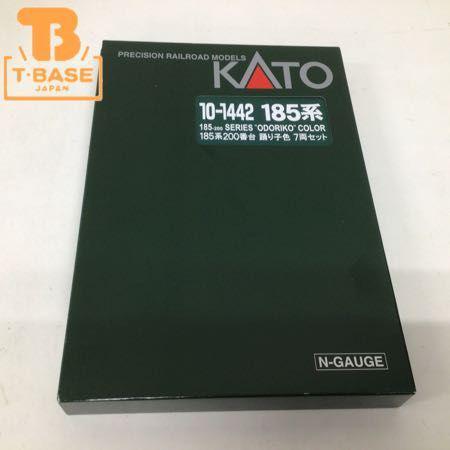 T·BASE
JAPAN
PRECISION RAILROAD MODELS
KATO
10-1442 185系
185-200 SERIES "ODORIKO" COLOR
185系200番台 踊り子色 7両セット
N-GAUGE